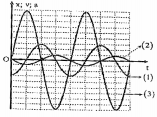 x; v; a
(2)
O
t
(1)
(3)